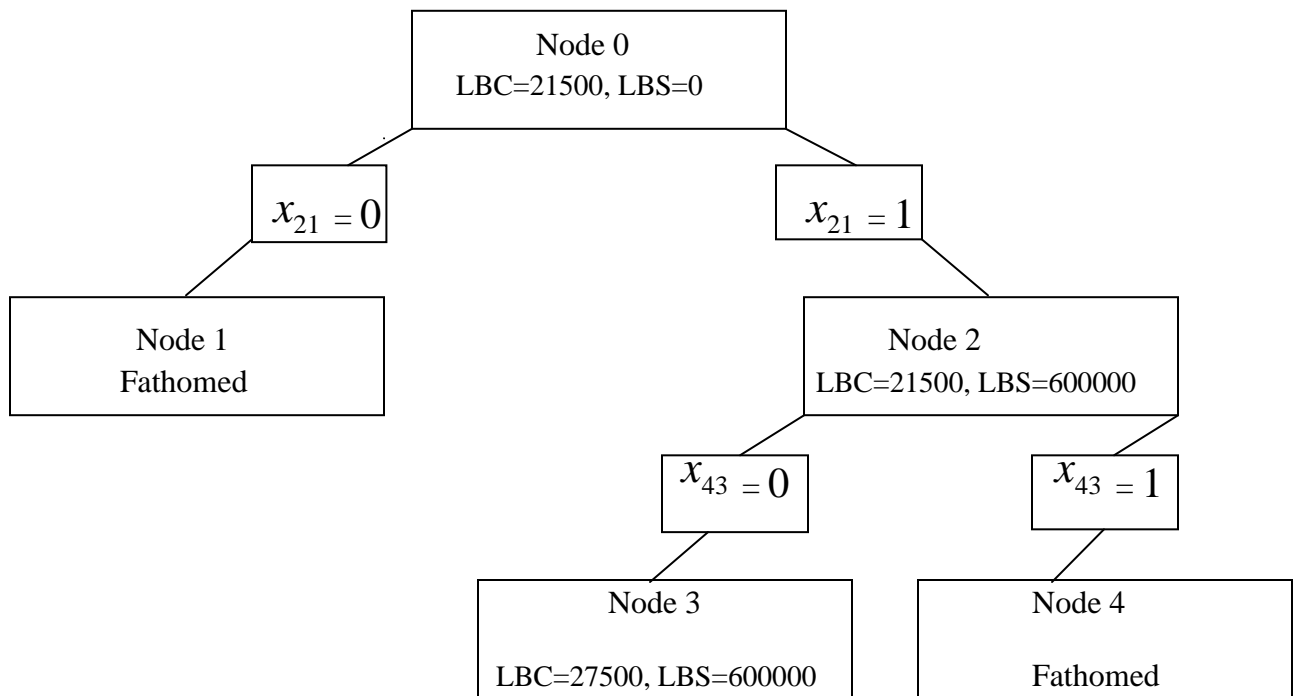 Node 0
LBC=21500, LBS=0
x₂₁ = 0
x₂₁ = 1
Node 1
Fathomed
Node 2
LBC=21500, LBS=600000
x₄₃ = 0
x₄₃ = 1
Node 3
LBC=27500, LBS=600000
Node 4
Fathomed